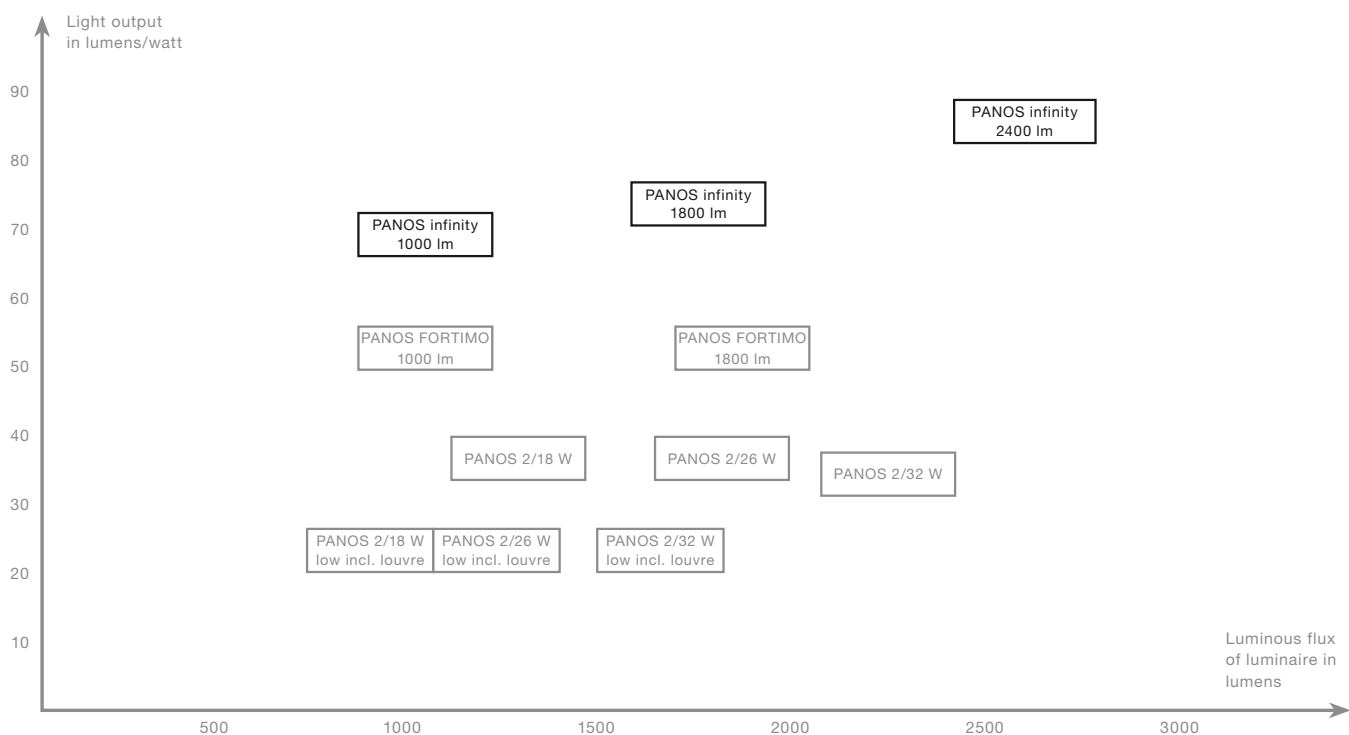 Light output
in lumens/watt
90
PANOS infinity
2400 lm
80
PANOS infinity
1800 lm
PANOS infinity
1000 lm
70
60
PANOS FORTIMO
1000 lm
PANOS FORTIMO
1800 lm
50
40
PANOS 2/18 W
PANOS 2/26 W
PANOS 2/32 W
30
PANOS 2/18 W
low incl. louvre
PANOS 2/26 W
low incl. louvre
PANOS 2/32 W
low incl. louvre
20
10
Luminous flux
of luminaire in
lumens
500
1000
1500
2000
2500
3000